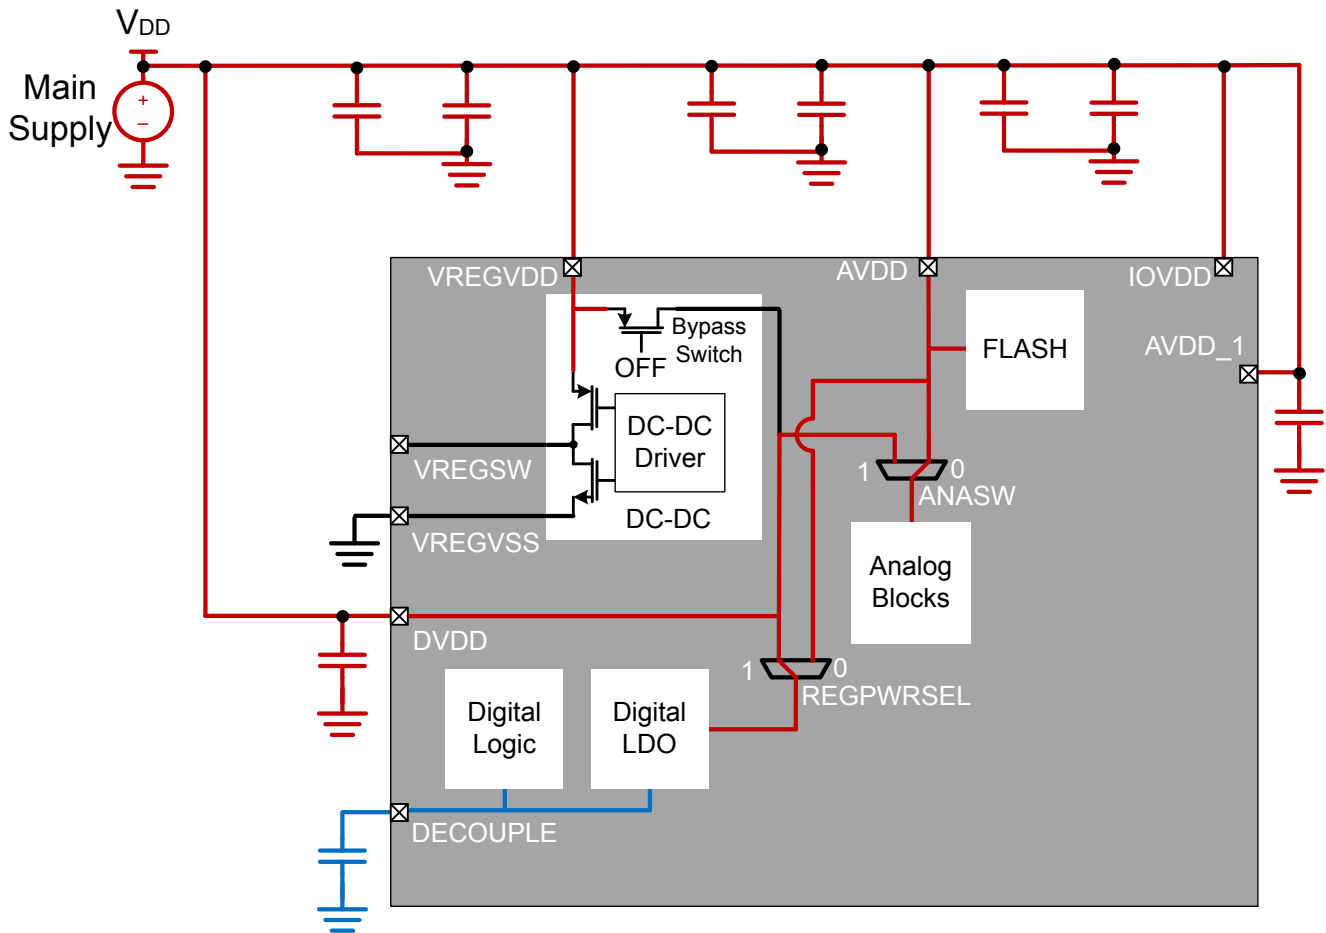 VDD
Main
Supply
+
–
VREGVDD
AVDD
IOVDD
Bypass
Switch
OFF
FLASH
AVDD_1
DC-DC
Driver
VREGSW
1
0
ANASW
DC-DC
VREGVSS
Analog
Blocks
DVDD
1
0
REGPWRSEL
Digital
Logic
Digital
LDO
DECOUPLE